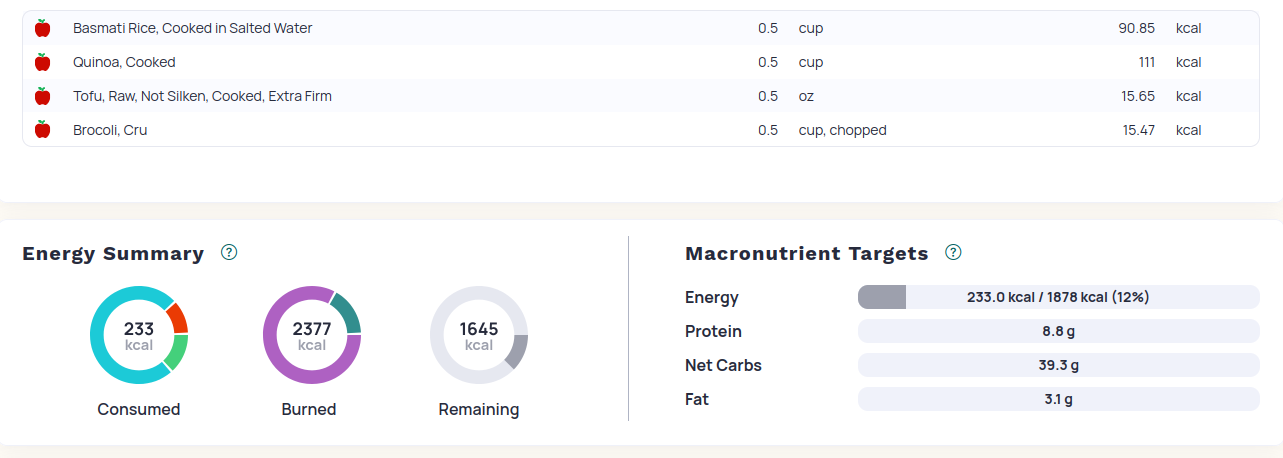 Basmati Rice, Cooked in Salted Water 0.5 cup 90.85 kcal
Quinoa, Cooked 0.5 cup 111 kcal
Tofu, Raw, Not Silken, Cooked, Extra Firm 0.5 oz 15.65 kcal
Brocoli, Cru 0.5 cup, chopped 15.47 kcal
Energy Summary ?
233
kcal
Consumed
2377
kcal
Burned
1645
kcal
Remaining
Macronutrient Targets ?
Energy 233.0 kcal / 1878 kcal (12%)
Protein 8.8 g
Net Carbs 39.3 g
Fat 3.1 g